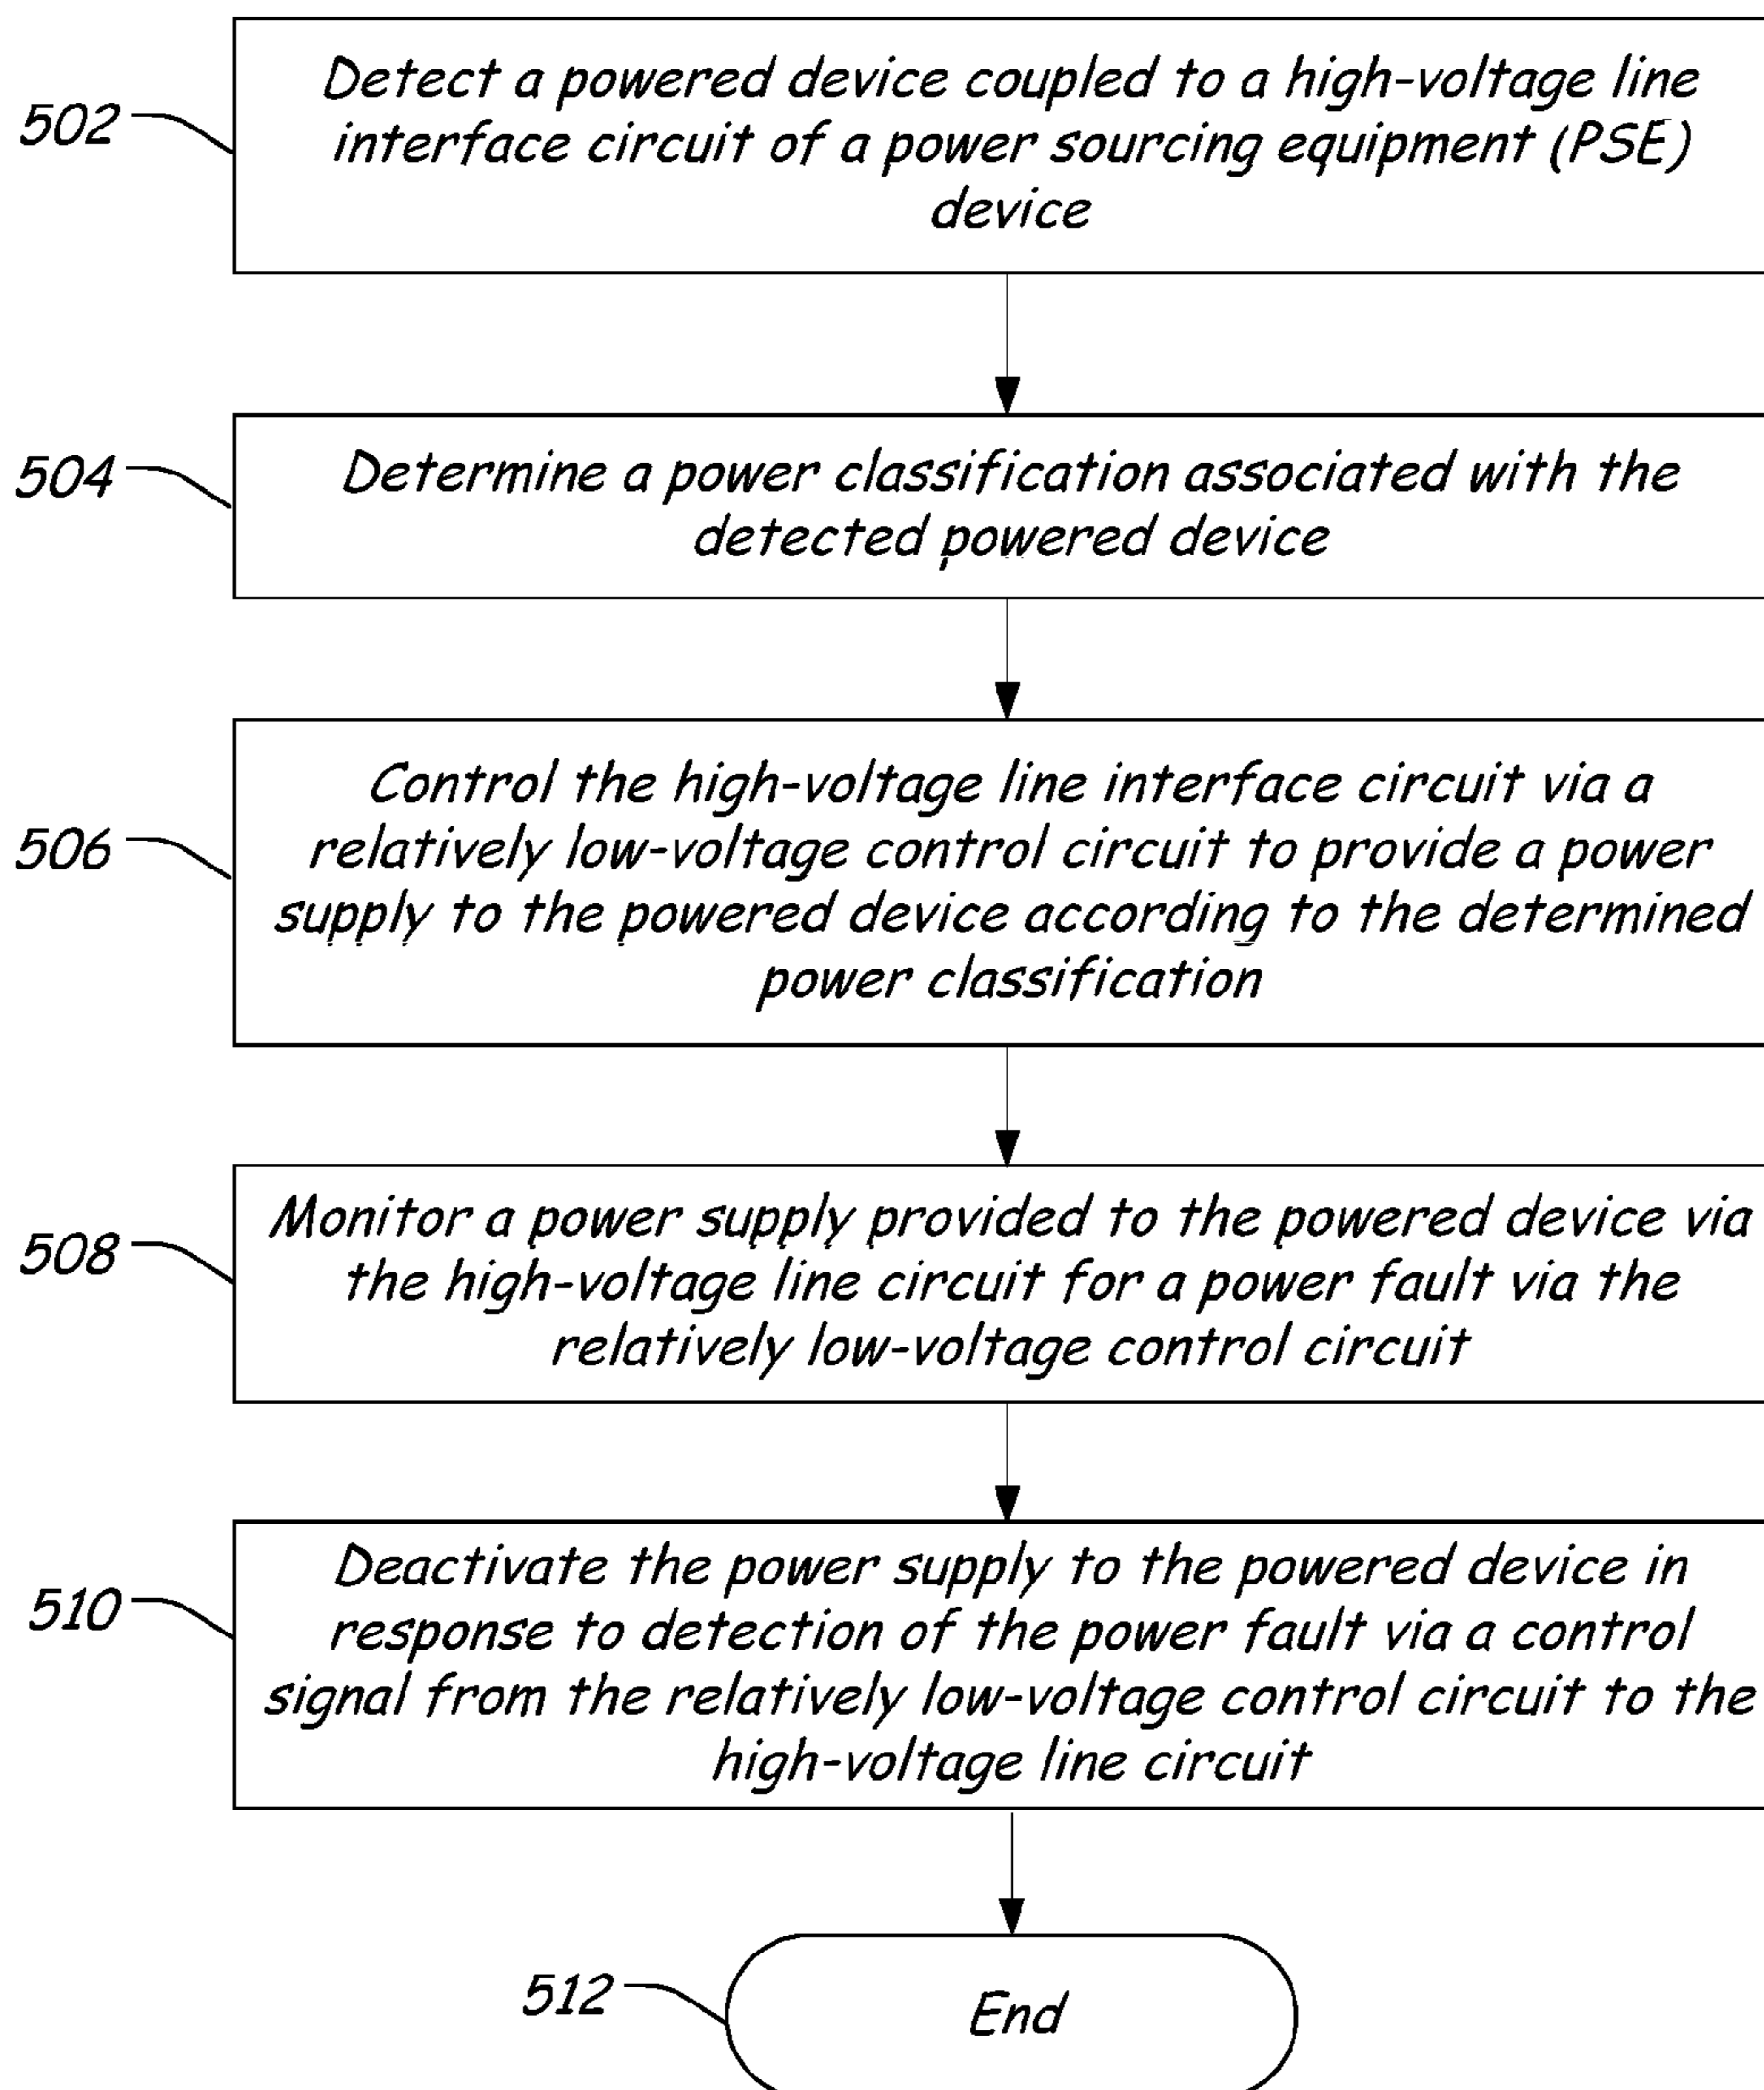 502
Detect a powered device coupled to a high-voltage line
interface circuit of a power sourcing equipment (PSE)
device
504
Determine a power classification associated with the
detected powered device
506
Control the high-voltage line interface circuit via a
relatively low-voltage control circuit to provide a power
supply to the powered device according to the determined
power classification
508
Monitor a power supply provided to the powered device via
the high-voltage line circuit for a power fault via the
relatively low-voltage control circuit
510
Deactivate the power supply to the powered device in
response to detection of the power fault via a control
signal from the relatively low-voltage control circuit to the
high-voltage line circuit
512
End